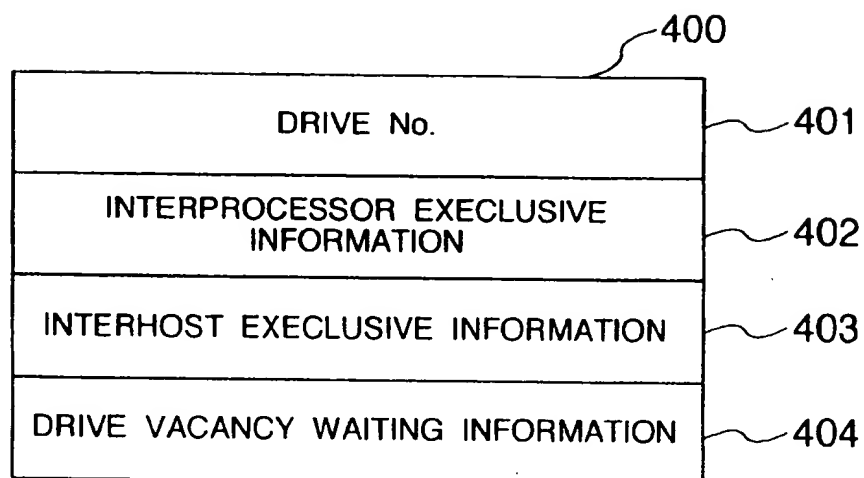 400
DRIVE No.
401
INTERPROCESSOR EXECLUSIVE
INFORMATION
402
INTERHOST EXECLUSIVE INFORMATION
403
DRIVE VACANCY WAITING INFORMATION
404